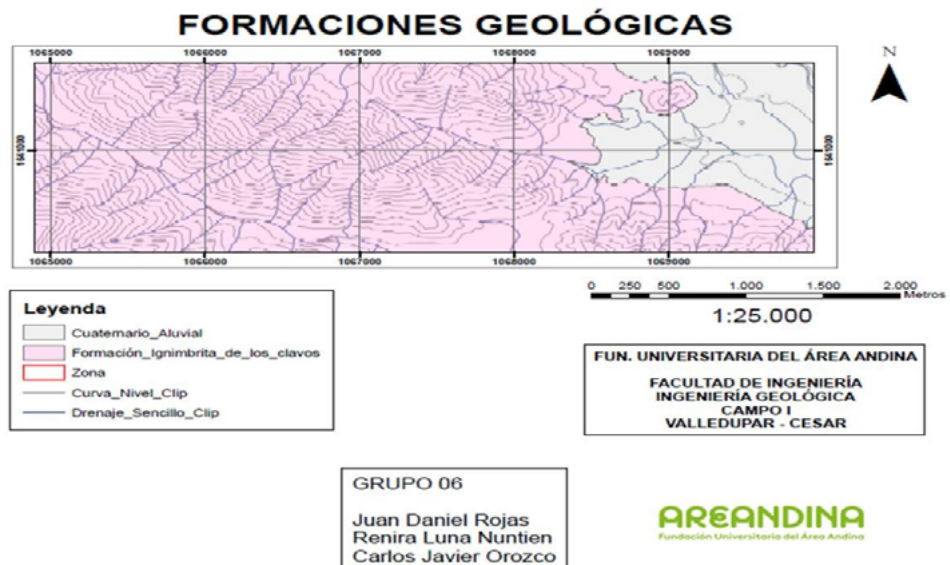 FORMACIONES GEOLÓGICAS
1065000 1066000 1067000 1068000 1069000
N
1641000 1641000
1065000 1066000 1067000 1068000 1069000
0 250 500 1.000 1.500 2.000
Metros
1:25.000
Leyenda
Cuaternario_Aluvial
Formación_Ignimbrita_de_los_clavos
Zona
Curva_Nivel_Clip
Drenaje_Sencillo_Clip
FUN. UNIVERSITARIA DEL ÁREA ANDINA
FACULTAD DE INGENIERÍA
INGENIERÍA GEOLÓGICA
CAMPO I
VALLEDUPAR - CESAR
GRUPO 06
Juan Daniel Rojas
Renira Luna Nuntien
Carlos Javier Orozco
AREANDINA
Fundación Universitaria del Área Andina